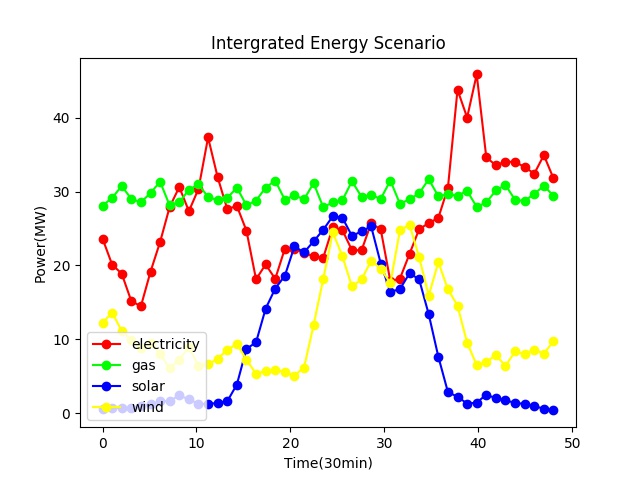 Intergrated Energy Scenario
Power(MW)
40
30
20
10
0
electricity
gas
solar
wind
0 10 20 30 40 50
Time(30min)